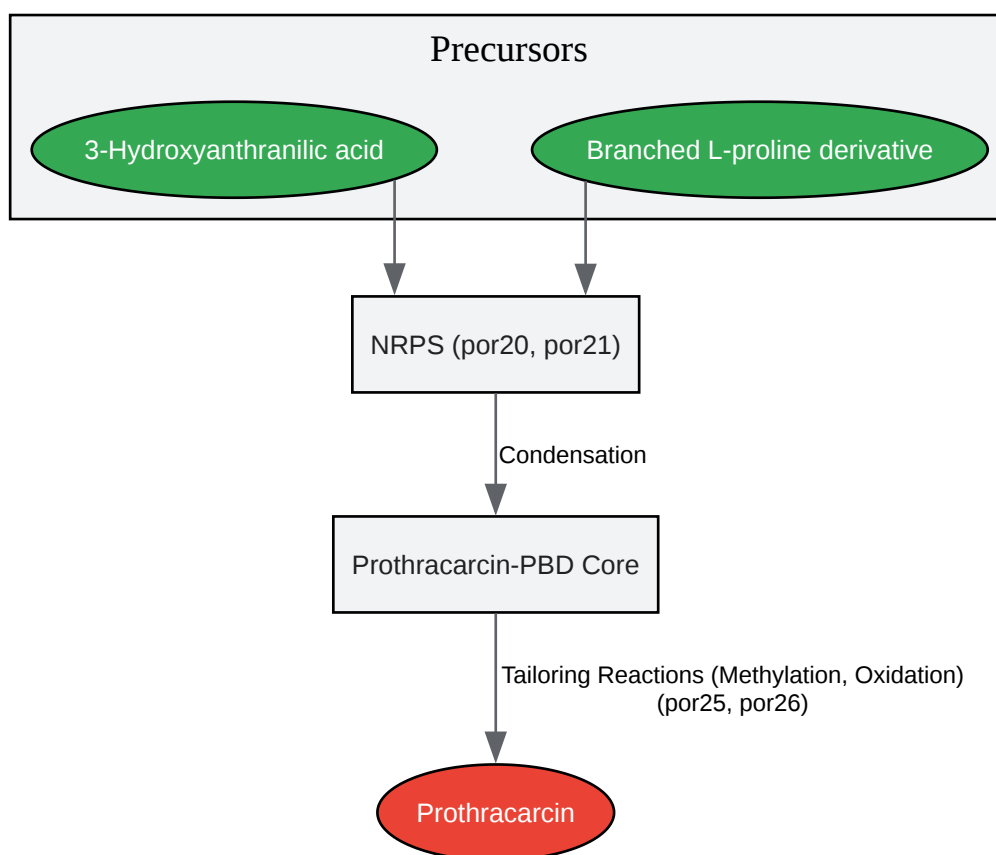 Precursors
3-Hydroxyanthranilic acid
Branched L-proline derivative
NRPS (por20, por21)
Condensation
Prothracarcin-PBD Core
Tailoring Reactions (Methylation, Oxidation)
(por25, por26)
Prothracarcin